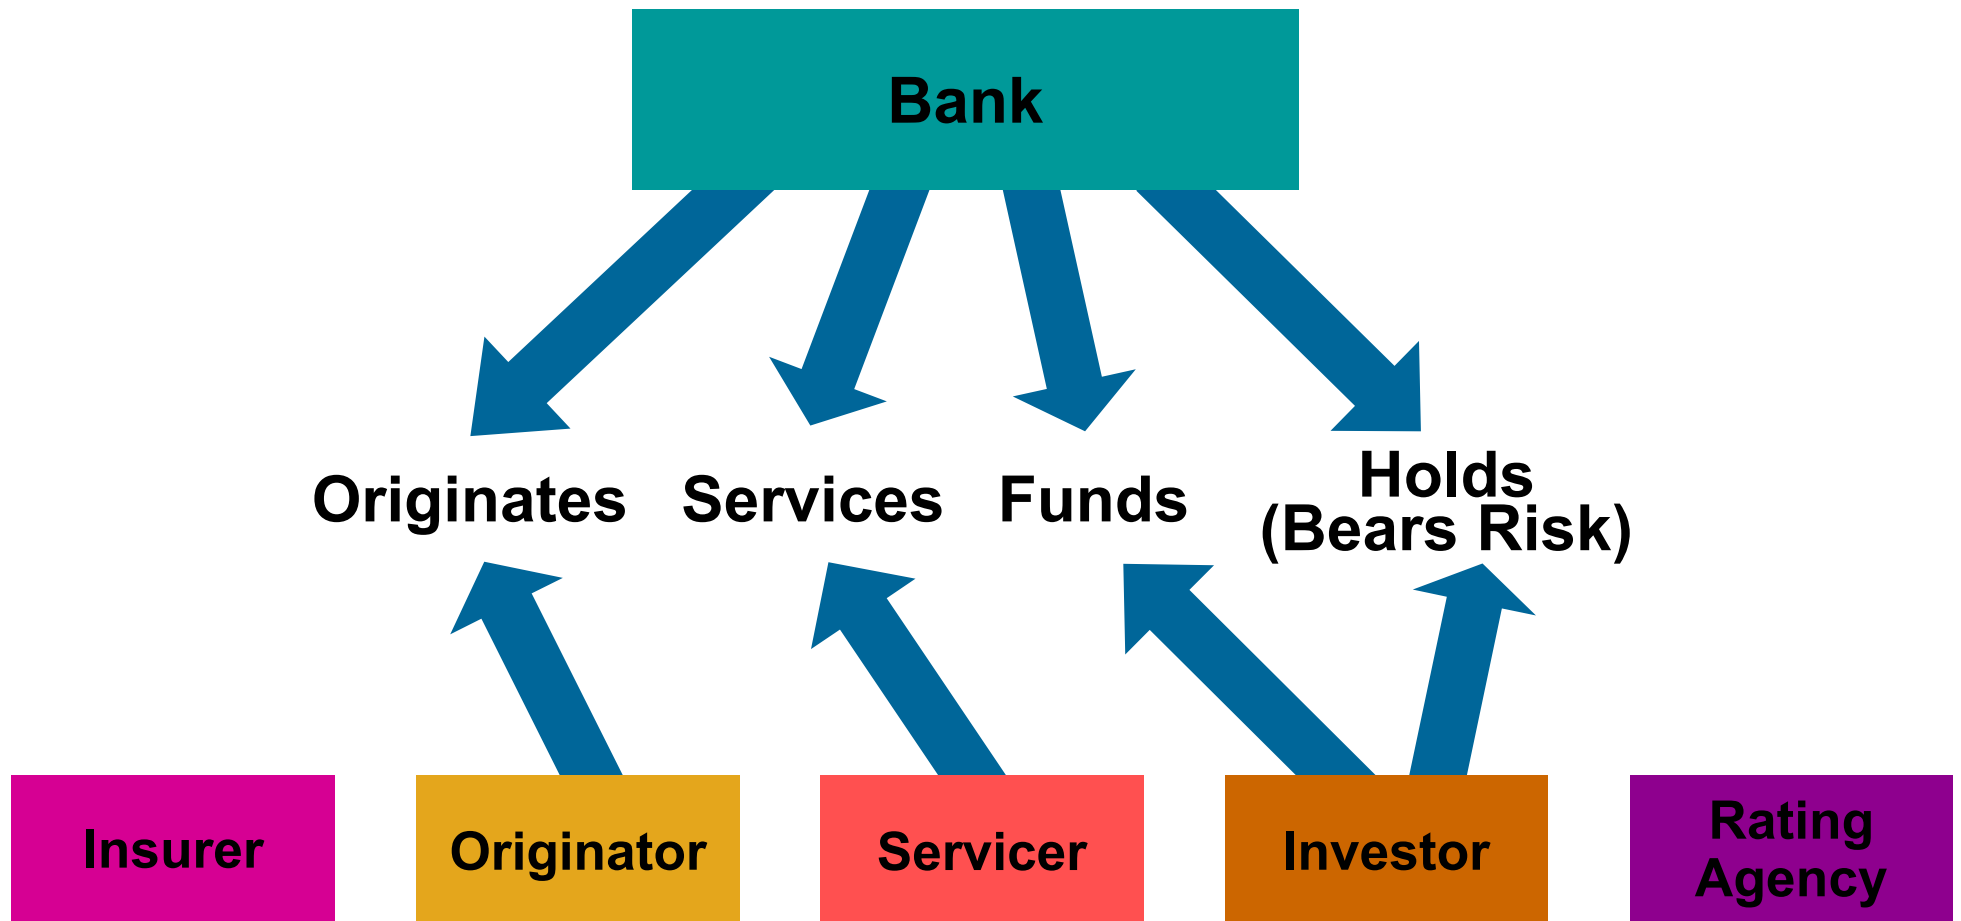 Bank
Originates
Services
Funds
Holds
(Bears Risk)
Insurer
Originator
Servicer
Investor
Rating
Agency